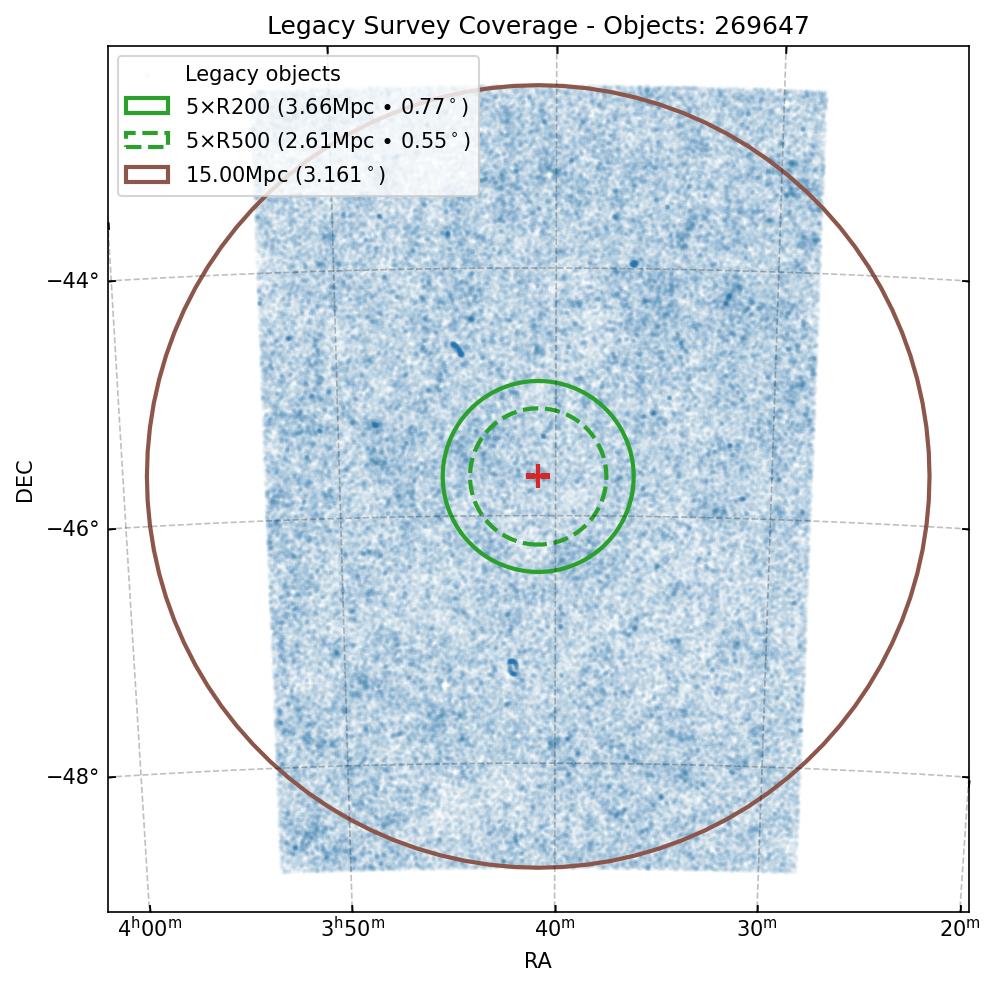 Legacy Survey Coverage - Objects: 269647
Legacy objects
5×R200 (3.66Mpc • 0.77°)
5×R500 (2.61Mpc • 0.55°)
15.00Mpc (3.161°)
−44°
−46°
−48°
DEC
4ʰ00ᵐ 3ʰ50ᵐ 40ᵐ 30ᵐ 20ᵐ
RA